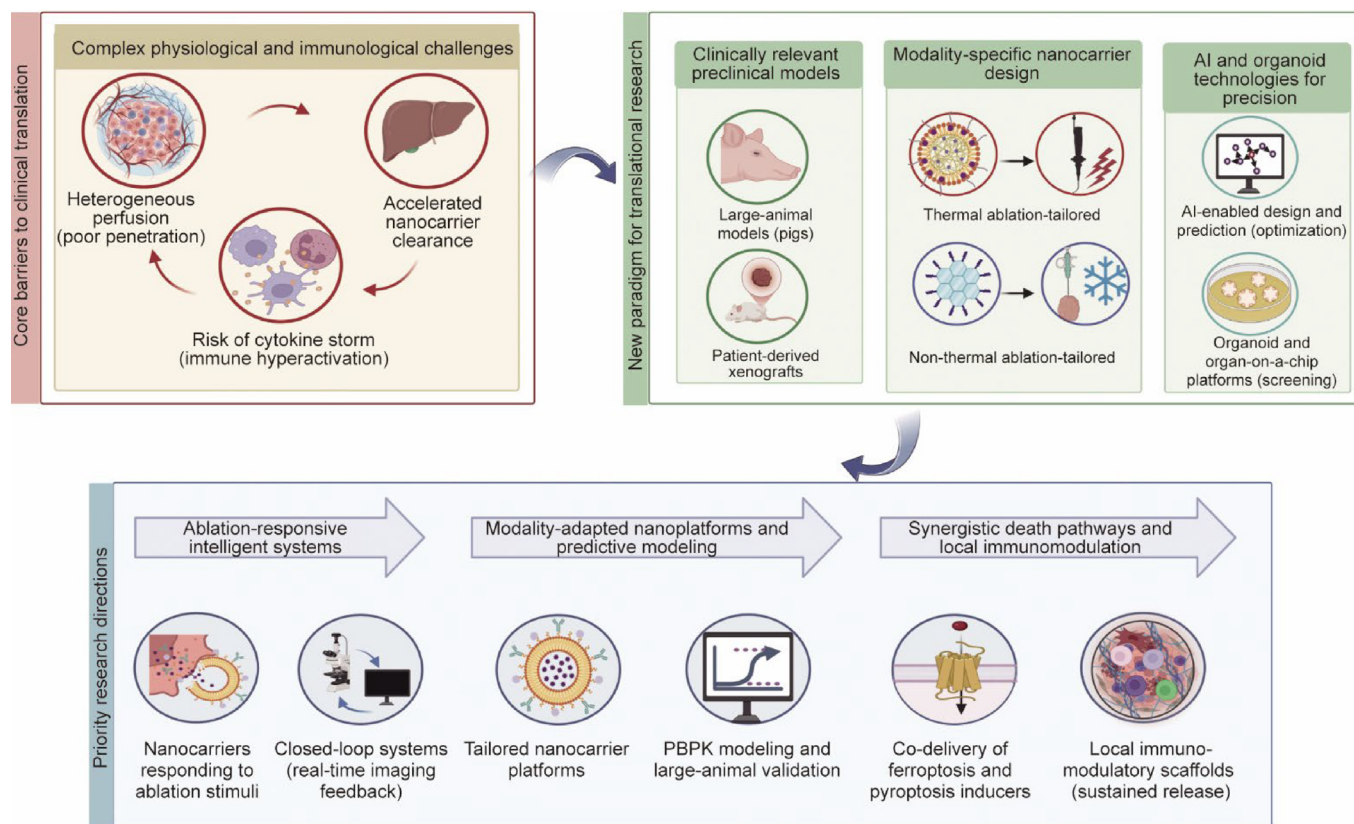 Core barriers to clinical translation
Complex physiological and immunological challenges
Heterogeneous
perfusion
(poor penetration)
Accelerated
nanocarrier
clearance
Risk of cytokine storm
(immune hyperactivation)
New paradigm for translational research
Clinically relevant
preclinical models
Large-animal
models (pigs)
Patient-derived
xenografts
Modality-specific nanocarrier
design
Thermal ablation-tailored
Non-thermal ablation-tailored
AI and organoid
technologies for
precision
AI-enabled design and
prediction (optimization)
Organoid and
organ-on-a-chip
platforms (screening)
Priority research directions
Ablation-responsive
intelligent systems
Modality-adapted nanoplatforms and
predictive modeling
Synergistic death pathways and
local immunomodulation
Nanocarriers
responding to
ablation stimuli
Closed-loop systems
(real-time imaging
feedback)
Tailored nanocarrier
platforms
PBPK modeling and
large-animal validation
Co-delivery of
ferroptosis and
pyroptosis inducers
Local immuno-
modulatory scaffolds
(sustained release)